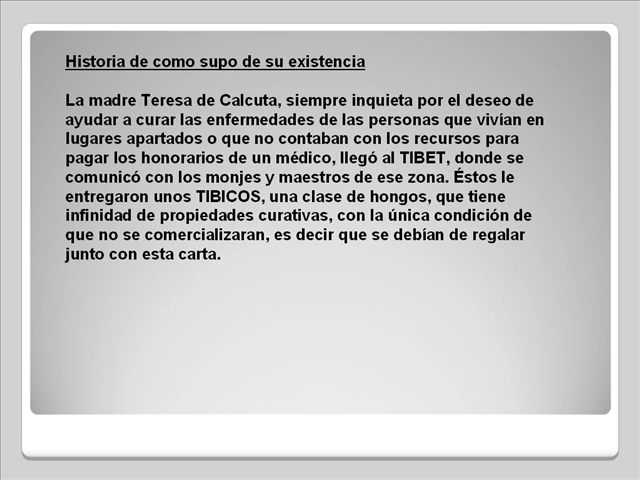 Historia de como supo de su existencia
La madre Teresa de Calcuta, siempre inquieta por el deseo de
ayudar a curar las enfermedades de las personas que vivían en
lugares apartados o que no contaban con los recursos para
pagar los honorarios de un médico, llegó al TIBET, donde se
comunicó con los monjes y maestros de ese zona. Éstos le
entregaron unos TIBICOS, una clase de hongos, que tiene
infinidad de propiedades curativas, con la única condición de
que no se comercializaran, es decir que se debían de regalar
junto con esta carta.